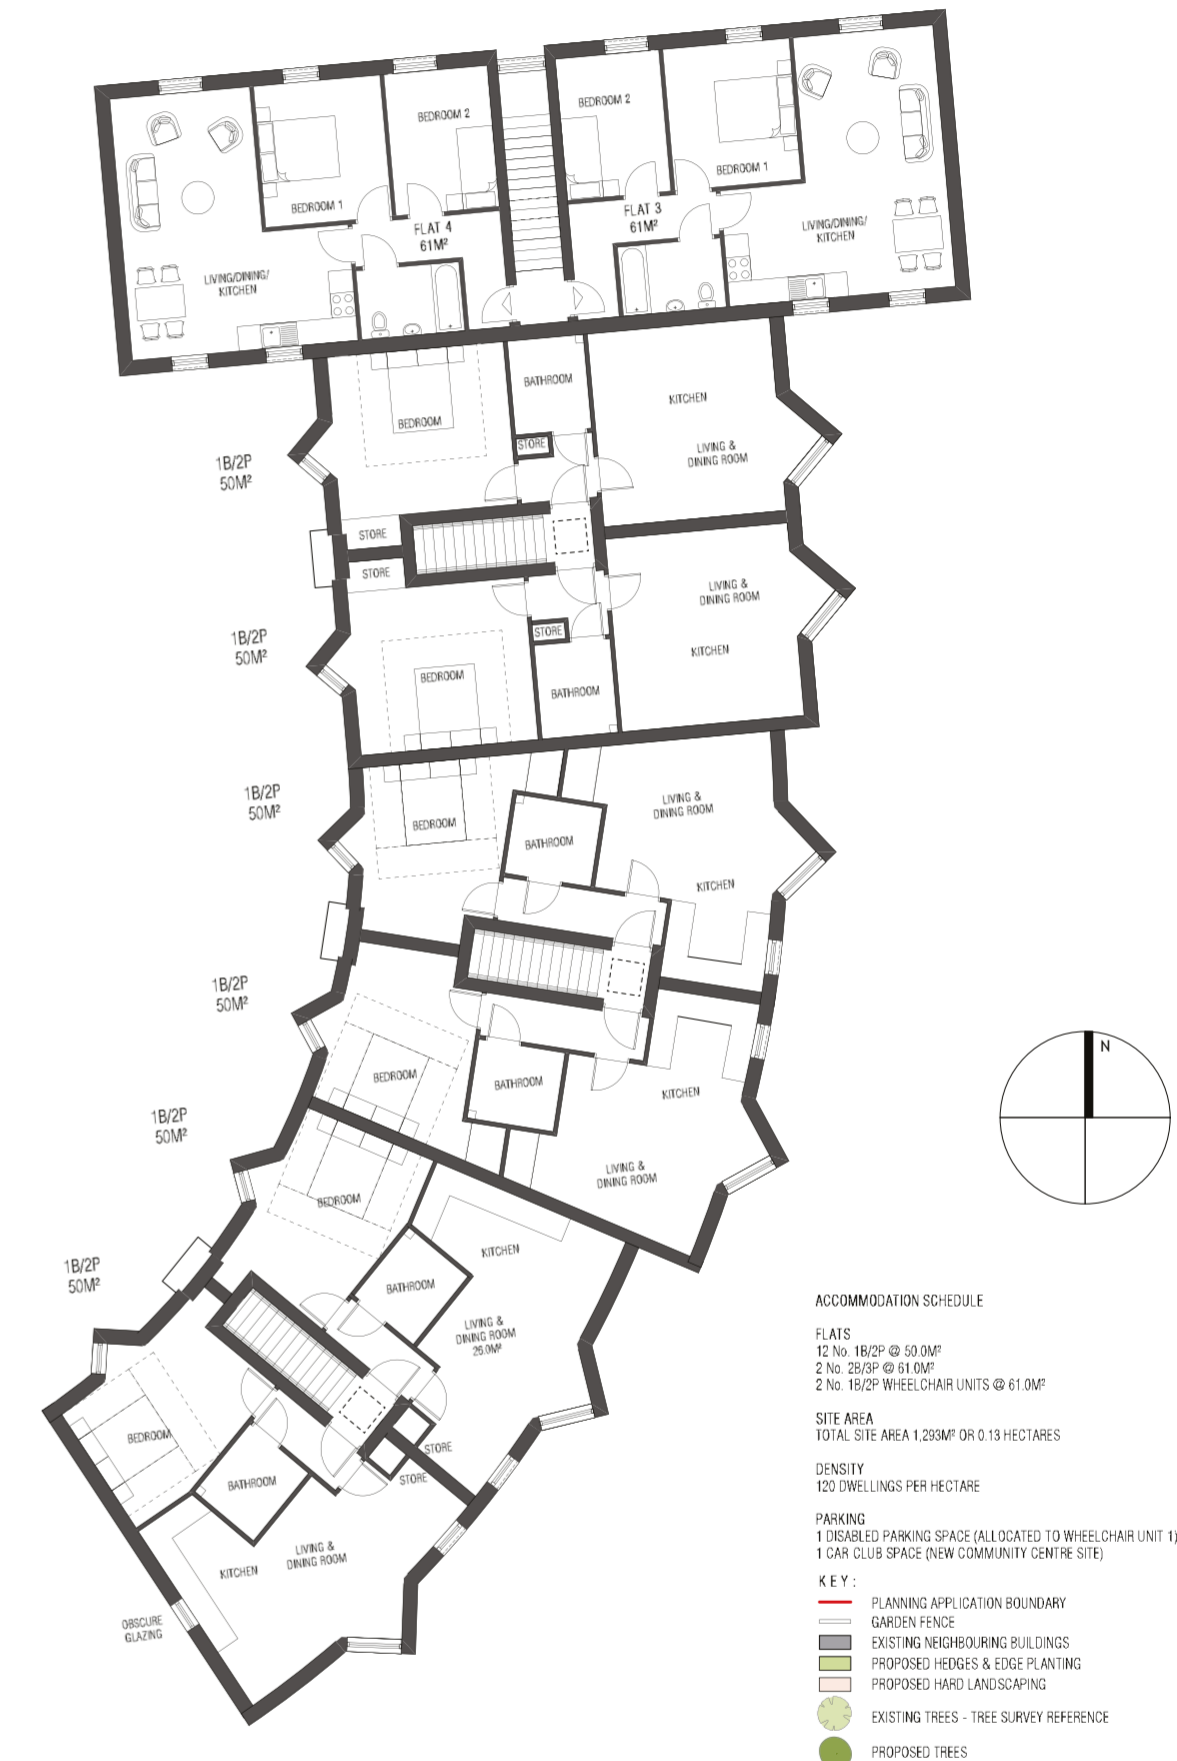 BEDROOM 2
BEDROOM 1
FLAT 4
61M²
LIVING/DINING/
KITCHEN
BEDROOM 2
BEDROOM 1
FLAT 3
61M²
LIVING/DINING/
KITCHEN
1B/2P
50M²
BEDROOM
BATHROOM
STORE
KITCHEN
LIVING &
DINING ROOM
STORE
STORE
1B/2P
50M²
BEDROOM
STORE
BATHROOM
LIVING &
DINING ROOM
KITCHEN
1B/2P
50M²
BEDROOM
BATHROOM
LIVING &
DINING ROOM
KITCHEN
1B/2P
50M²
BEDROOM
BATHROOM
KITCHEN
LIVING &
DINING ROOM
1B/2P
50M²
BEDROOM
BATHROOM
KITCHEN
LIVING &
DINING ROOM
25.0M²
1B/2P
50M²
BEDROOM
BATHROOM
STORE
STORE
KITCHEN
LIVING &
DINING ROOM
OBSCURE
GLAZING
N
ACCOMMODATION SCHEDULE
FLATS
12 No. 1B/2P @ 50.0M²
2 No. 2B/3P @ 61.0M²
2 No. 1B/2P WHEELCHAIR UNITS @ 61.0M²
SITE AREA
TOTAL SITE AREA 1,293M² OR 0.13 HECTARES
DENSITY
120 DWELLINGS PER HECTARE
PARKING
1 DISABLED PARKING SPACE (ALLOCATED TO WHEELCHAIR UNIT 1)
1 CAR CLUB SPACE (NEW COMMUNITY CENTRE SITE)
KEY:
PLANNING APPLICATION BOUNDARY
GARDEN FENCE
EXISTING NEIGHBOURING BUILDINGS
PROPOSED HEDGES & EDGE PLANTING
PROPOSED HARD LANDSCAPING
EXISTING TREES - TREE SURVEY REFERENCE
PROPOSED TREES